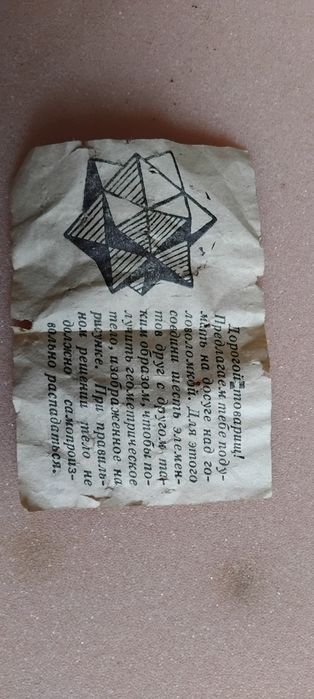 Дорогой товарищ!
Предлагаем тебе поду-
мать на досуге над го-
ловоломкой. Для этого
соедини шесть элемен-
тов друг с другом та-
ким образом, чтобы по-
лучить геометрическое
тело, изображенное на
рисунке. При правиль-
ном решении тело не
должно самопроиз-
вольно распадаться.